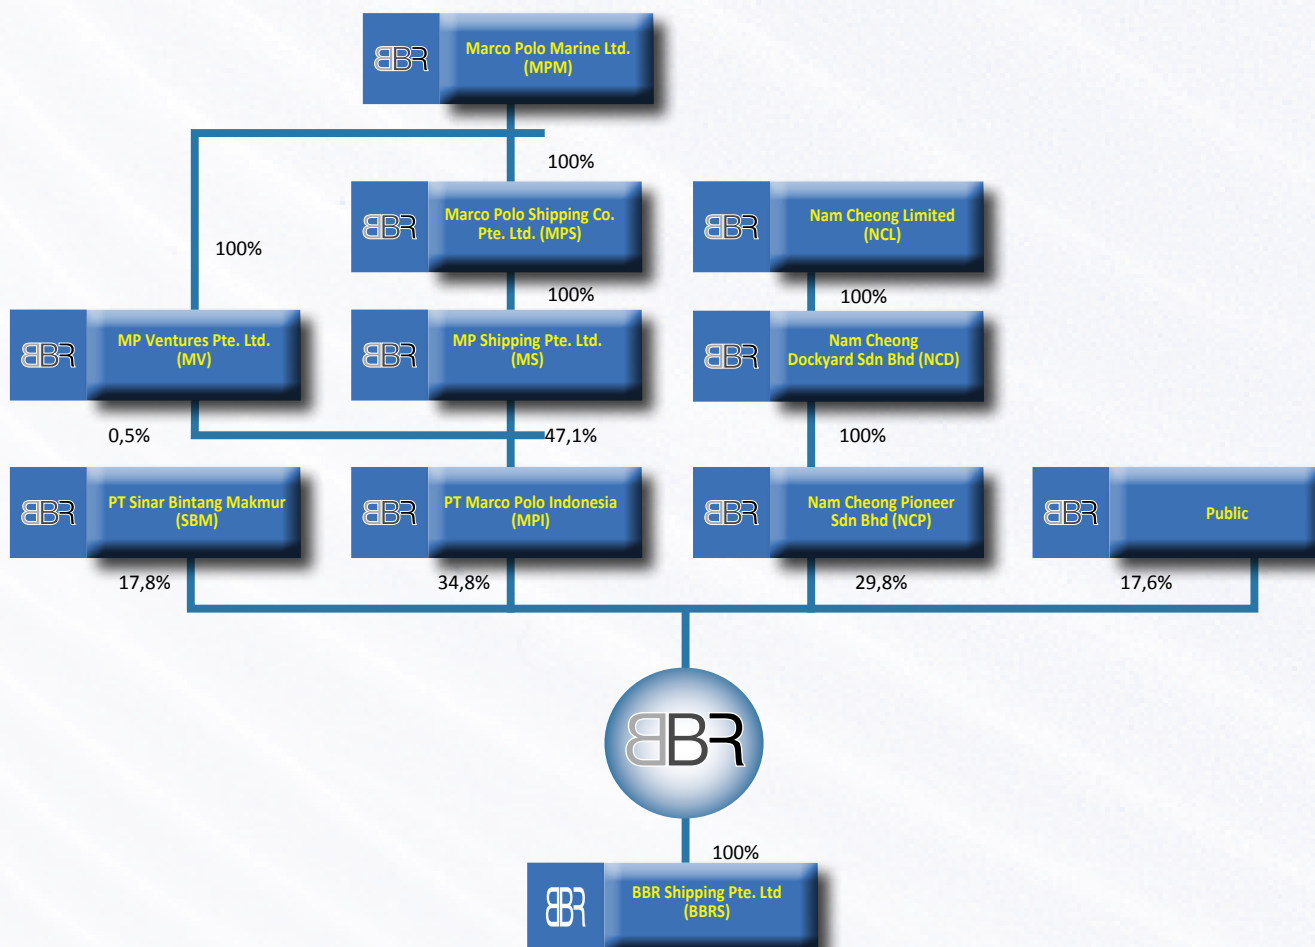 BBR
Marco Polo Marine Ltd.
(MPM)
100%
BBR
Marco Polo Shipping Co.
Pte. Ltd. (MPS)
BBR
Nam Cheong Limited
(NCL)
100%
100%
100%
BBR
MP Ventures Pte. Ltd.
(MV)
BBR
MP Shipping Pte. Ltd.
(MS)
BBR
Nam Cheong
Dockyard Sdn Bhd (NCD)
0,5%
47,1%
100%
BBR
PT Sinar Bintang Makmur
(SBM)
BBR
PT Marco Polo Indonesia
(MPI)
BBR
Nam Cheong Pioneer
Sdn Bhd (NCP)
BBR
Public
17,8%
34,8%
29,8%
17,6%
BBR
100%
BBR
BBR Shipping Pte. Ltd
(BBRS)